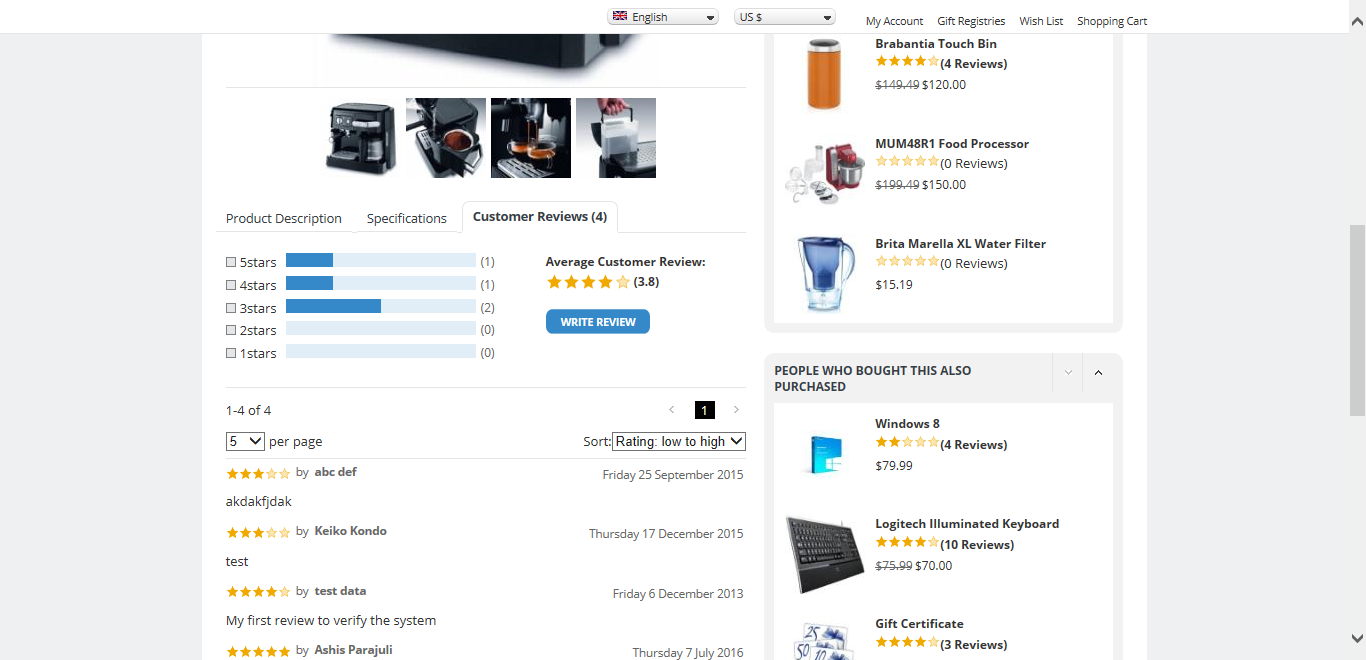 English
US $
My Account
Gift Registries
Wish List
Shopping Cart
Product Description
Specifications
Customer Reviews (4)
5stars (1)
4stars (1)
3stars (2)
2stars (0)
1stars (0)
Average Customer Review:
(3.8)
WRITE REVIEW
1-4 of 4
1
5 per page
Sort: Rating: low to high
by abc def Friday 25 September 2015
akdakfjdak
by Keiko Kondo Thursday 17 December 2015
test
by test data Friday 6 December 2013
My first review to verify the system
by Ashis Parajuli Thursday 7 July 2016
Brabantia Touch Bin
(4 Reviews)
$149.49 $120.00
MUM48R1 Food Processor
(0 Reviews)
$199.49 $150.00
Brita Marella XL Water Filter
(0 Reviews)
$15.19
PEOPLE WHO BOUGHT THIS ALSO
PURCHASED
Windows 8
(4 Reviews)
$79.99
Logitech Illuminated Keyboard
(10 Reviews)
$75.99 $70.00
Gift Certificate
(3 Reviews)
25
50
10